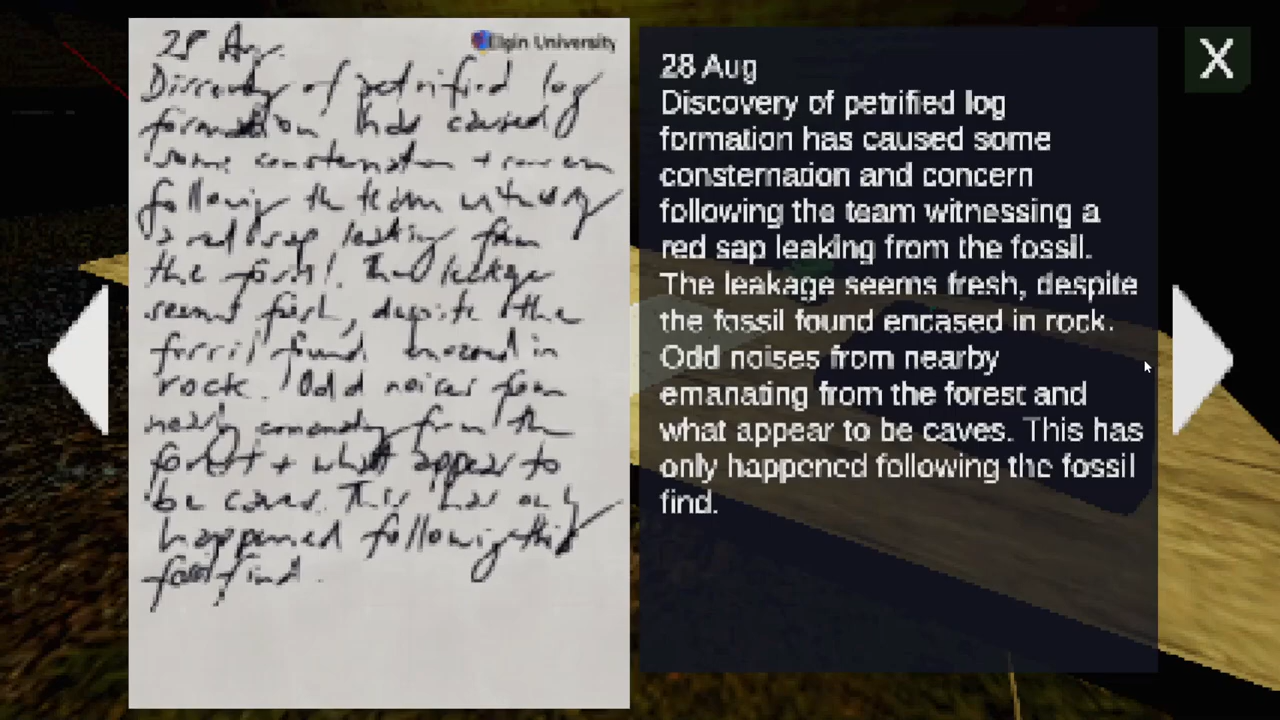 28 Aug.
Elgin University
Discovery of petrified log
formation has caused
some consternation + concern
following the team witnessing
a red sap leaking from
the fossil. The leakage
seems fresh, despite the
fossil found encased in
rock. Odd noises from
nearby emanating from the
forest + what appear to
be caves. This has only
happened following this
fossil find.
28 Aug
Discovery of petrified log
formation has caused some
consternation and concern
following the team witnessing a
red sap leaking from the fossil.
The leakage seems fresh, despite
the fossil found encased in rock.
Odd noises from nearby
emanating from the forest and
what appear to be caves. This has
only happened following the fossil
find.
X